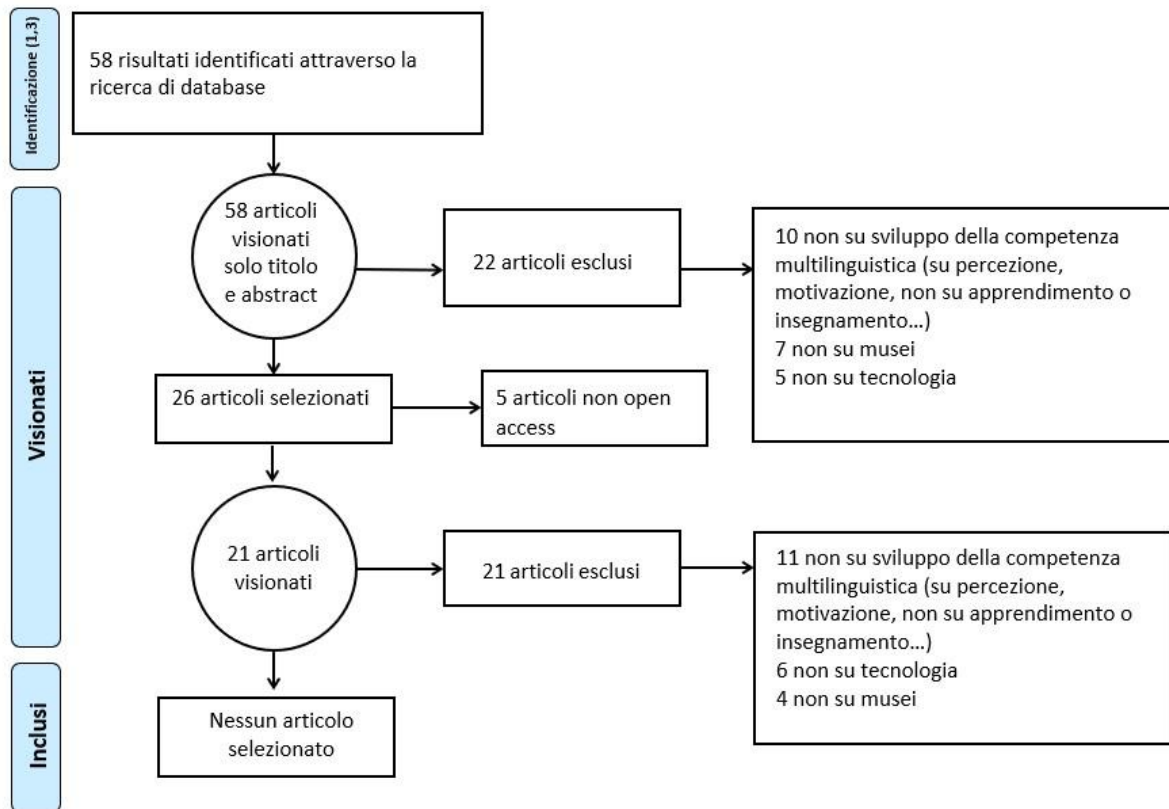 Identificazione (1,3)
58 risultati identificati attraverso la
ricerca di database
Visionati
58 articoli
visionati
solo titolo
e abstract
22 articoli esclusi
10 non su sviluppo della competenza
multilinguistica (su percezione,
motivazione, non su apprendimento o
insegnamento…)
7 non su musei
5 non su tecnologia
26 articoli selezionati
5 articoli non open
access
21 articoli
visionati
21 articoli esclusi
11 non su sviluppo della competenza
multilinguistica (su percezione,
motivazione, non su apprendimento o
insegnamento…)
6 non su tecnologia
4 non su musei
Inclusi
Nessun articolo
selezionato